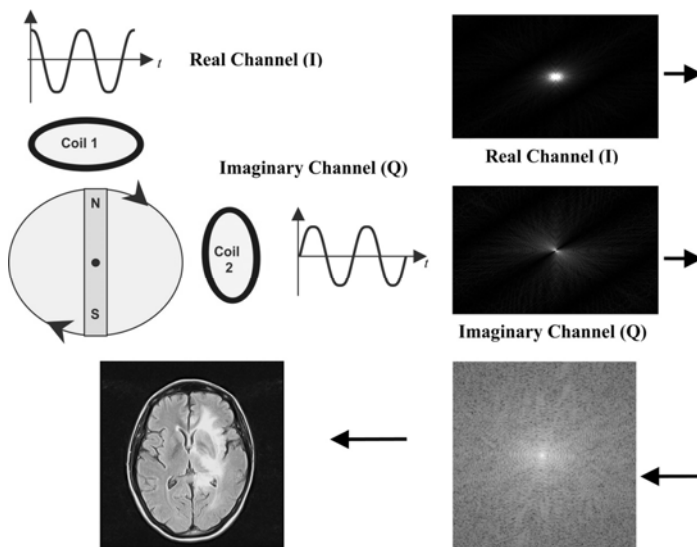 t
Real Channel (I)
Coil 1
Real Channel (I)
Imaginary Channel (Q)
N
Coil
2
t
S
Imaginary Channel (Q)